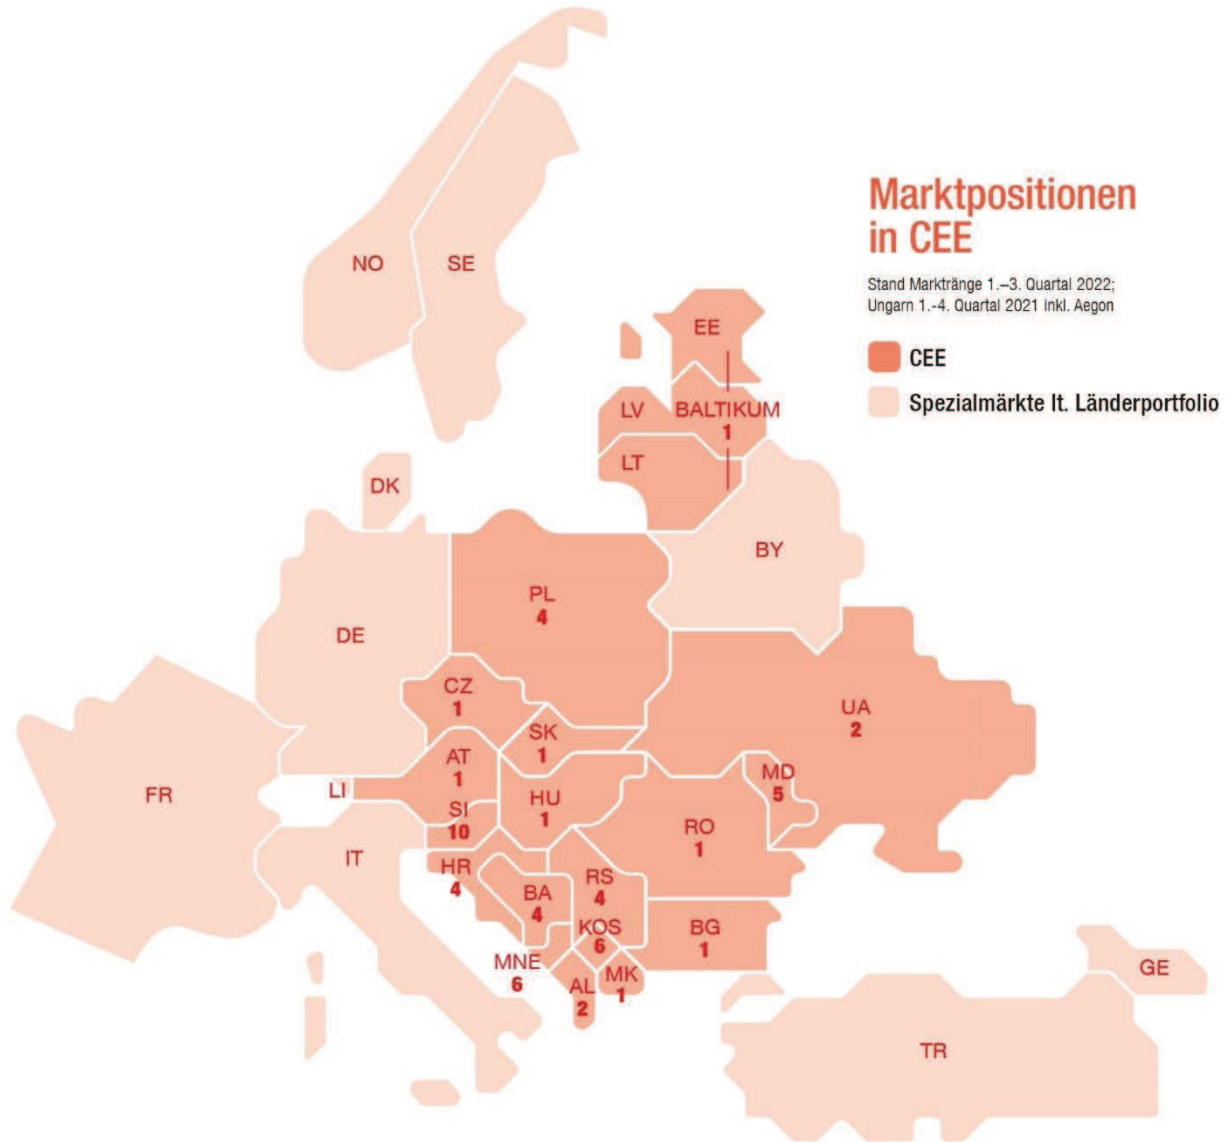 Marktpositionen
in CEE
Stand Marktränge 1.–3. Quartal 2022;
Ungarn 1.-4. Quartal 2021 inkl. Aegon
CEE
Spezialmärkte lt. Länderportfolio
NO
SE
EE
LV
BALTIKUM
1
LT
DK
BY
PL
4
DE
CZ
1
UA
2
SK
1
AT
1
MD
5
LI
FR
HU
1
SI
10
RO
1
IT
HR
4
RS
4
BA
4
KOS
6
BG
1
MNE
6
MK
1
AL
2
GE
TR